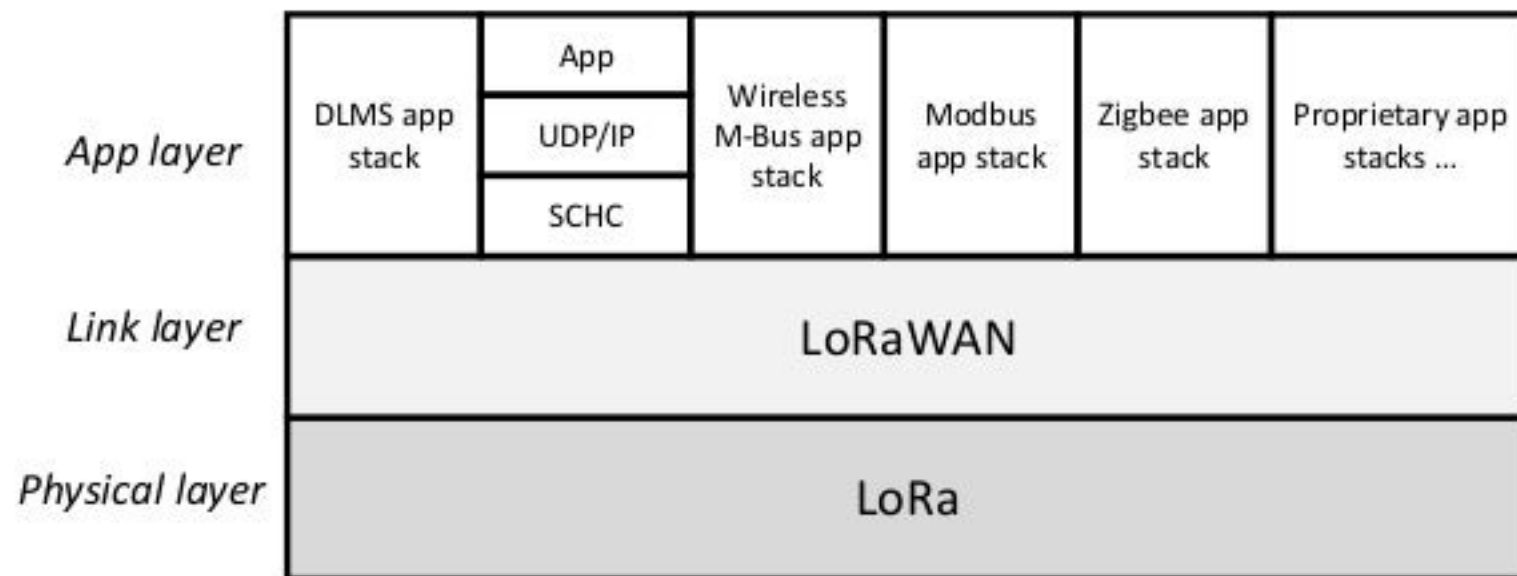 App layer
DLMS app
stack
App
UDP/IP
SCHC
Wireless
M-Bus app
stack
Modbus
app stack
Zigbee app
stack
Proprietary app
stacks ...
Link layer
LoRaWAN
Physical layer
LoRa